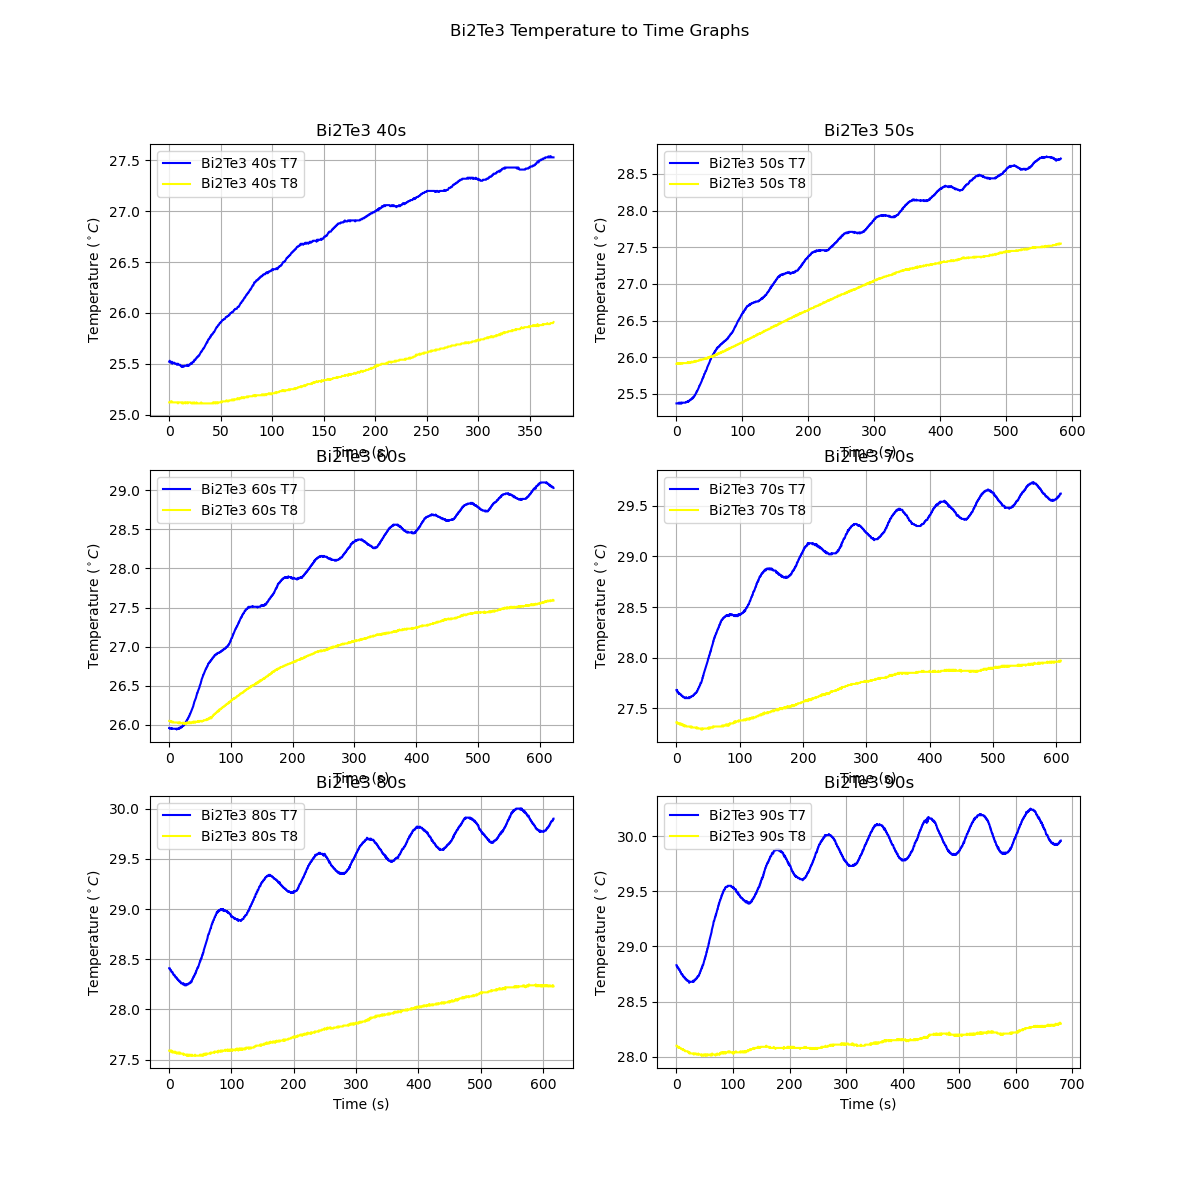 Bi2Te3 Temperature to Time Graphs
Bi2Te3 40s
Bi2Te3 40s T7
Bi2Te3 40s T8
Temperature (°C)
27.5
27.0
26.5
26.0
25.5
25.0
0 50 100 150 200 250 300 350
Time (s)
Bi2Te3 50s
Bi2Te3 50s T7
Bi2Te3 50s T8
Temperature (°C)
28.5
28.0
27.5
27.0
26.5
26.0
25.5
0 100 200 300 400 500 600
Time (s)
Bi2Te3 60s
Bi2Te3 60s T7
Bi2Te3 60s T8
Temperature (°C)
29.0
28.5
28.0
27.5
27.0
26.5
26.0
0 100 200 300 400 500 600
Time (s)
Bi2Te3 70s
Bi2Te3 70s T7
Bi2Te3 70s T8
Temperature (°C)
29.5
29.0
28.5
28.0
27.5
0 100 200 300 400 500 600
Time (s)
Bi2Te3 80s
Bi2Te3 80s T7
Bi2Te3 80s T8
Temperature (°C)
30.0
29.5
29.0
28.5
28.0
27.5
0 100 200 300 400 500 600
Time (s)
Bi2Te3 90s
Bi2Te3 90s T7
Bi2Te3 90s T8
Temperature (°C)
30.0
29.5
29.0
28.5
28.0
0 100 200 300 400 500 600 700
Time (s)